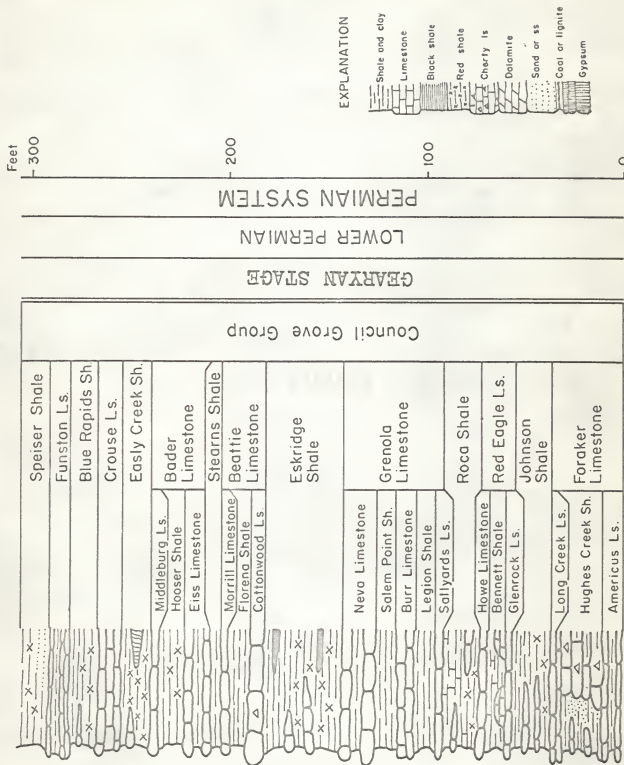 Speiser Shale
Funston Ls.
Blue Rapids Sh.
Crouse Ls.
Easly Creek Sh.
Middleburg Ls.
Hooser Shale
Eiss Limestone
Bader
Limestone
Stearns Shale
Morrill Limestone
Florena Shale
Cottonwood Ls.
Beattie
Limestone
Eskridge
Shale
Neva Limestone
Salem Point Sh.
Burr Limestone
Legion Shale
Sallyards Ls.
Grenola
Limestone
Roca Shale
Howe Limestone
Bennett Shale
Glenrock Ls.
Red Eagle Ls.
Johnson
Shale
Long Creek Ls.
Hughes Creek Sh.
Americus Ls.
Foraker
Limestone
Council Grove Group
GEARYAN STAGE
LOWER PERMIAN
PERMIAN SYSTEM
Feet
300
200
100
0
EXPLANATION
Shale and clay
Limestone
Black shale
Red shale
Cherty ls
Dolomite
Sand or ss
Coal or lignite
Gypsum